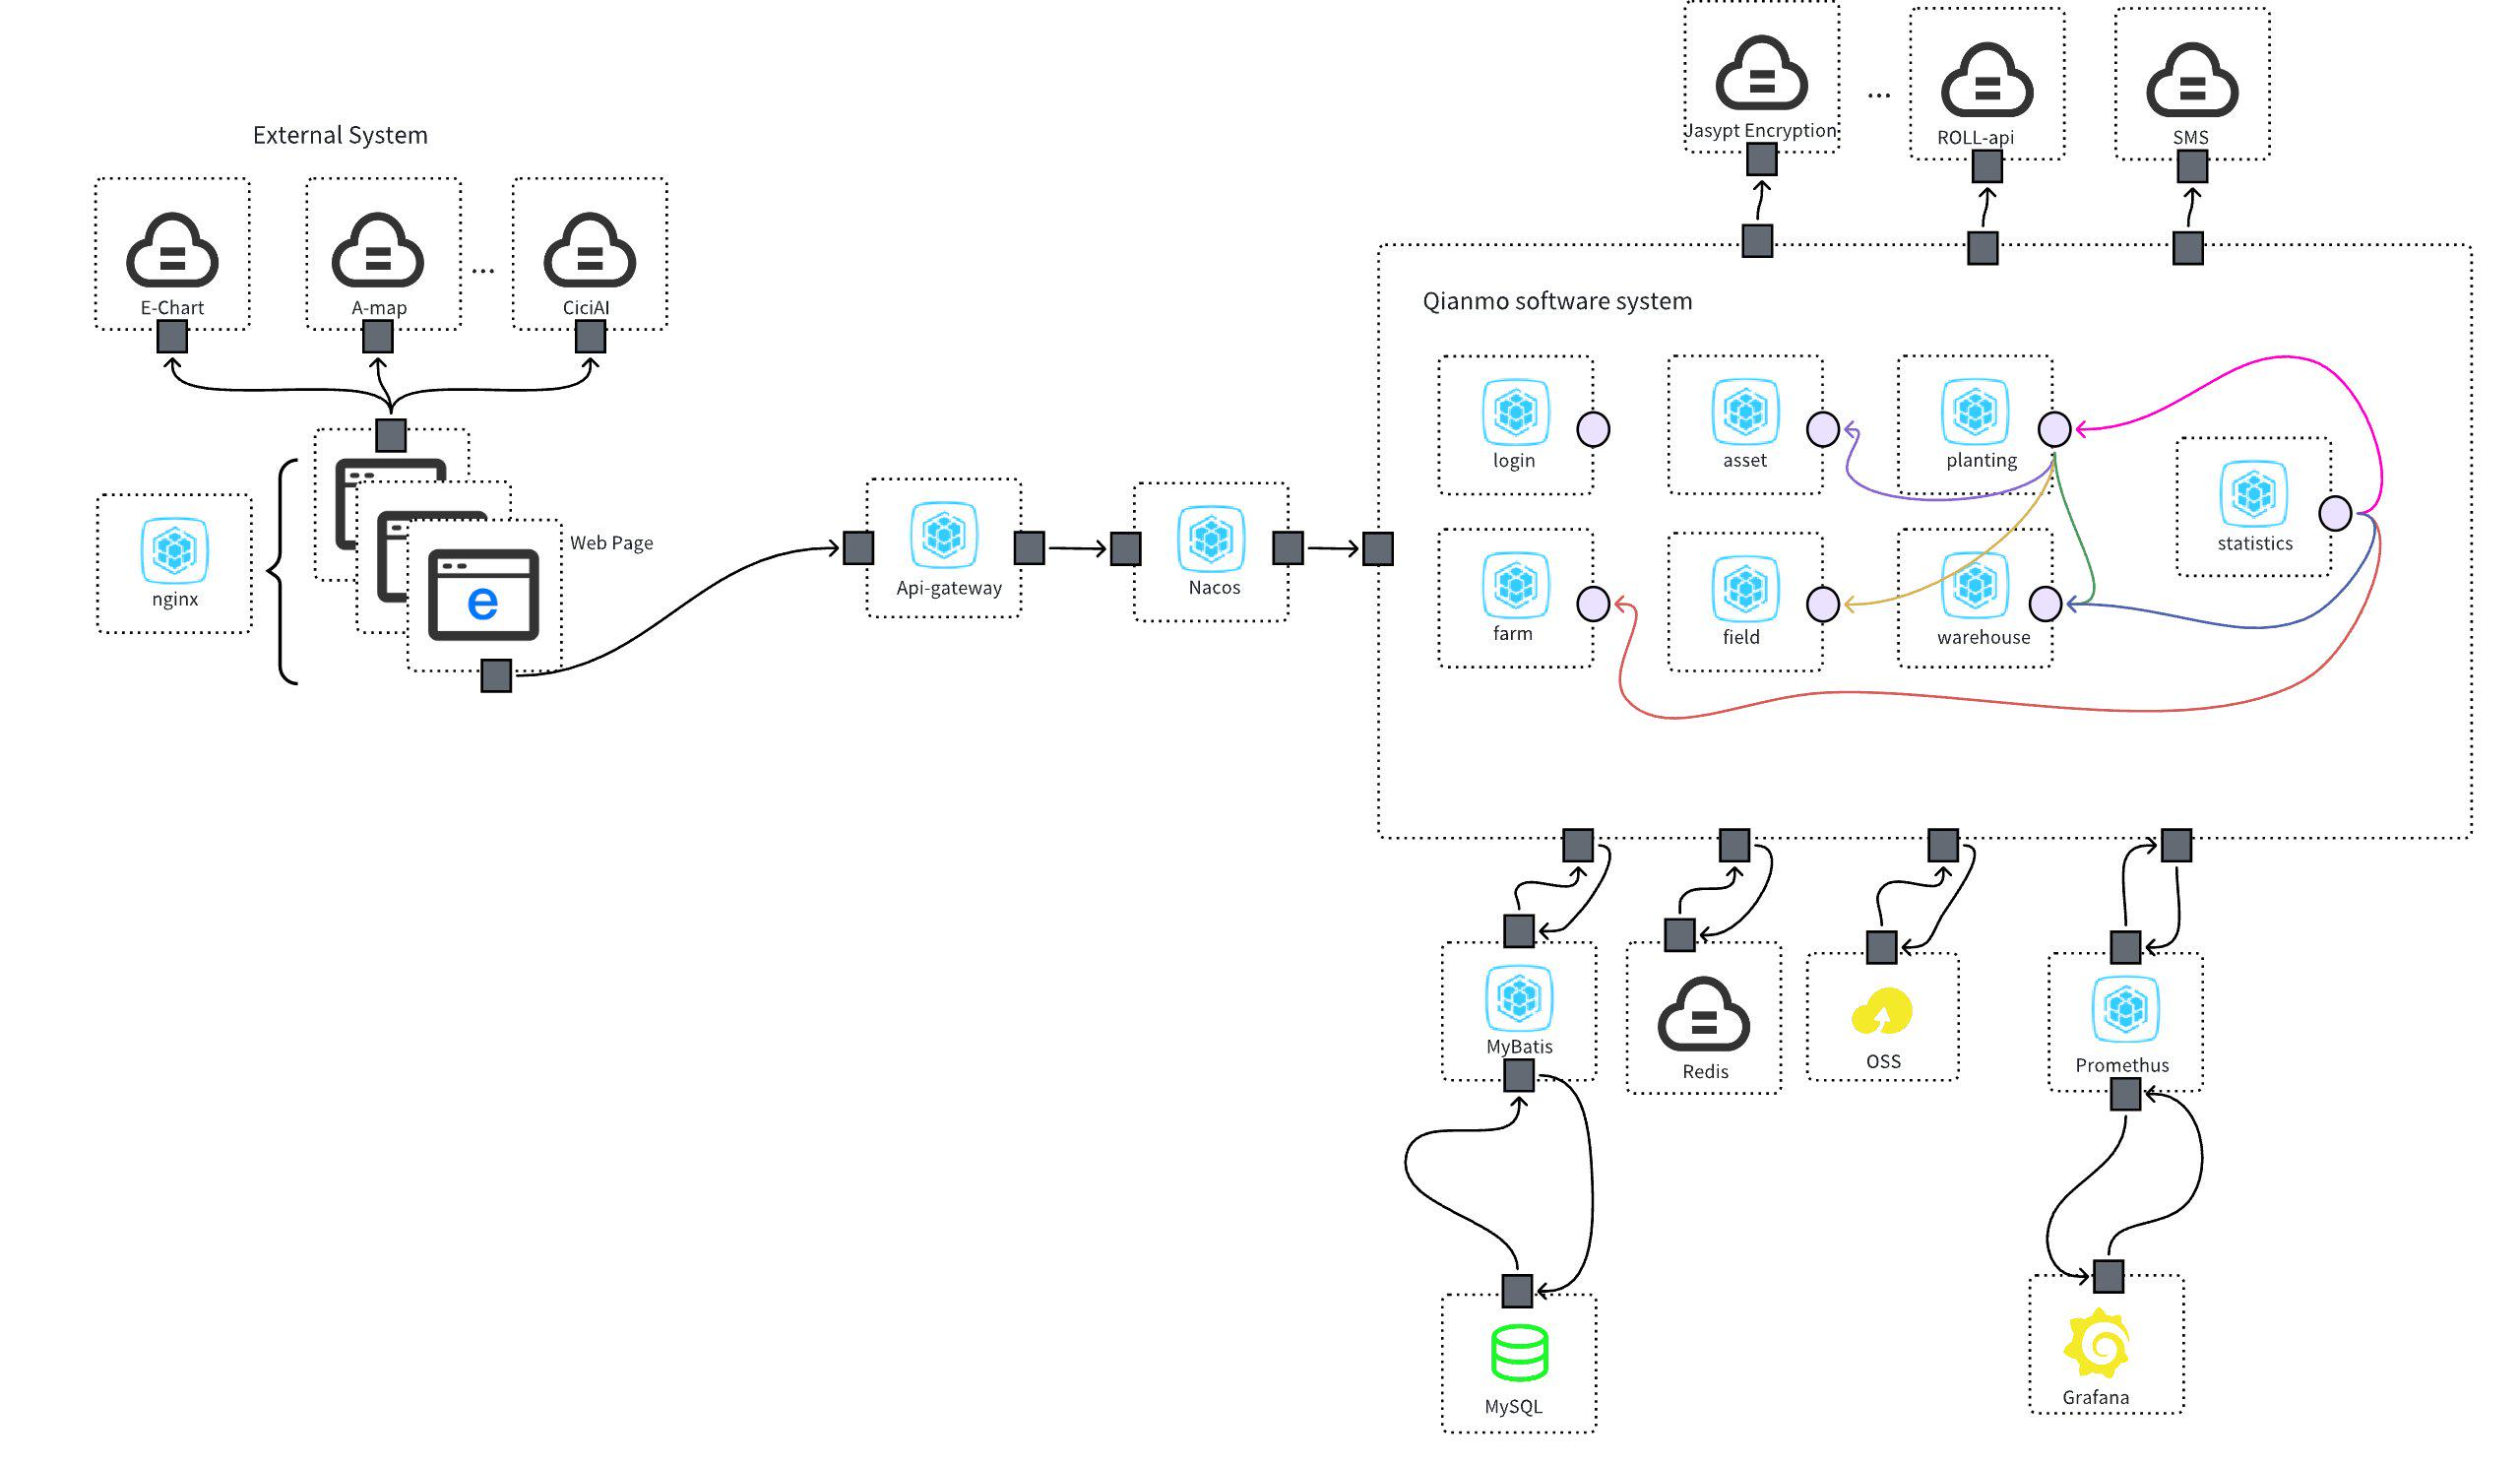 External System
E-Chart
A-map
...
CiciAI
nginx
Web Page
e
Api-gateway
Nacos
Jasypt Encryption
...
ROLL-api
SMS
Qianmo software system
login
asset
planting
statistics
farm
field
warehouse
MyBatis
Redis
OSS
Promethus
MySQL
Grafana